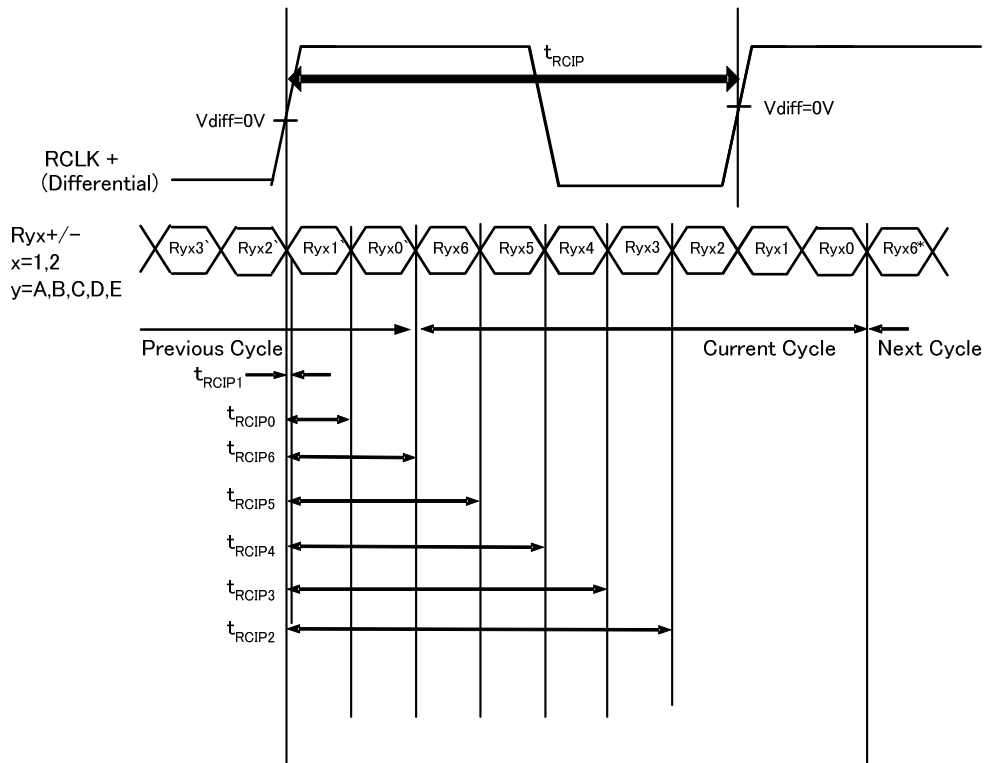 tRCIP
Vdiff=0V
Vdiff=0V
RCLK +
(Differential)
Ryx+/-
x=1,2
y=A,B,C,D,E
Ryx3` Ryx2` Ryx1` Ryx0` Ryx6 Ryx5 Ryx4 Ryx3 Ryx2 Ryx1 Ryx0 Ryx6*
Previous Cycle Current Cycle Next Cycle
tRCIP1
tRCIP0
tRCIP6
tRCIP5
tRCIP4
tRCIP3
tRCIP2